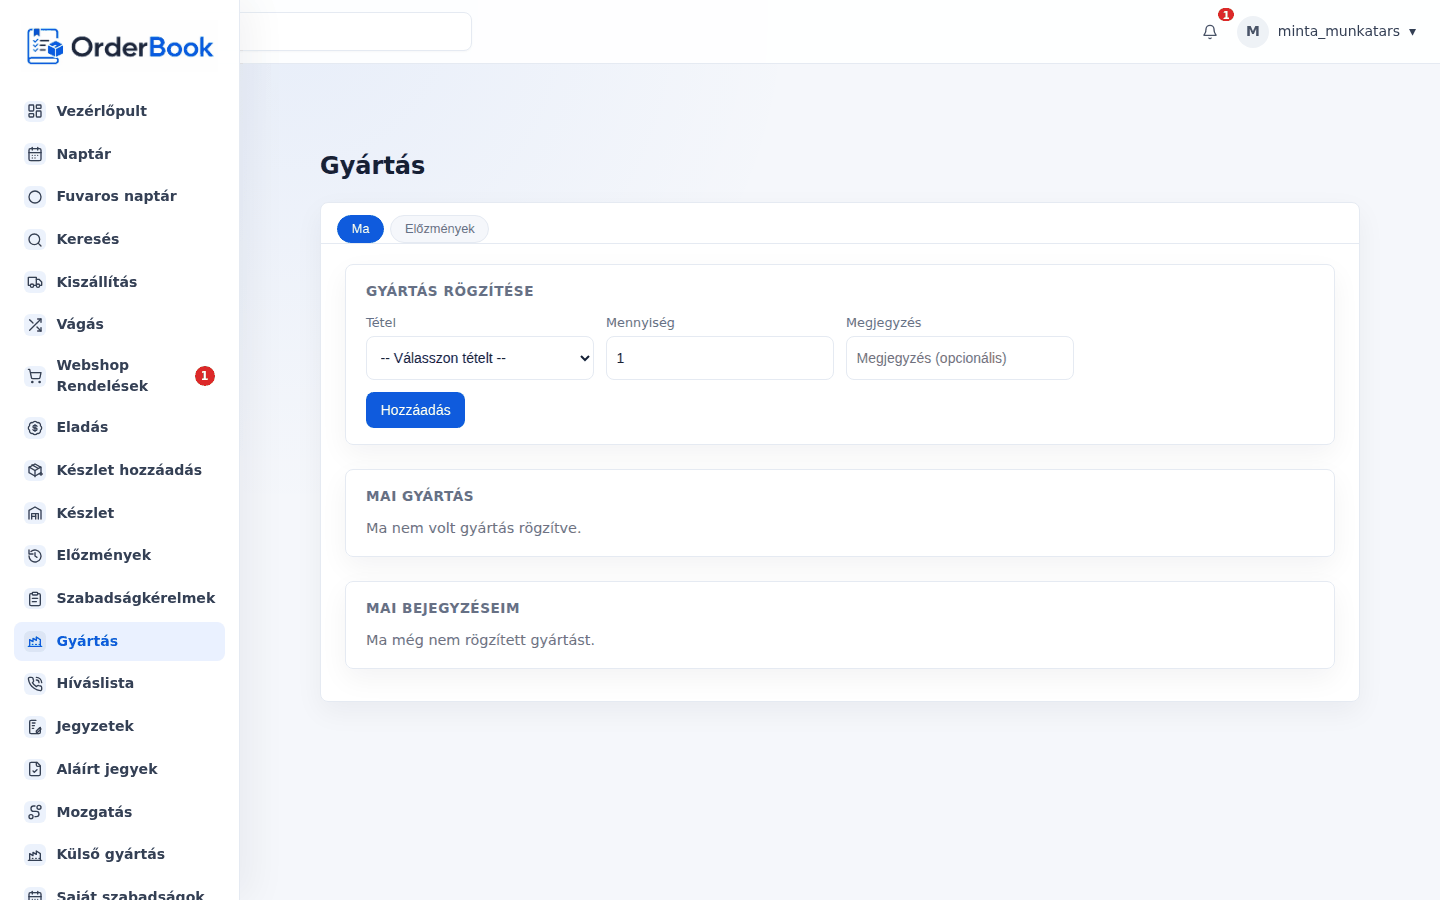 OrderBook
1
M
minta_munkatars ▼
Vezérlőpult
Naptár
Fuvaros naptár
Keresés
Kiszállítás
Vágás
Webshop
Rendelések
1
Eladás
Készlet hozzáadás
Készlet
Előzmények
Szabadságkérelmek
Gyártás
Híváslista
Jegyzetek
Aláírt jegyek
Mozgatás
Külső gyártás
Saját szabadságok
Gyártás
Ma
Előzmények
GYÁRTÁS RÖGZÍTÉSE
Tétel
Mennyiség
Megjegyzés
-- Válasszon tételt --
1
Megjegyzés (opcionális)
Hozzáadás
MAI GYÁRTÁS
Ma nem volt gyártás rögzítve.
MAI BEJEGYZÉSEIM
Ma még nem rögzített gyártást.